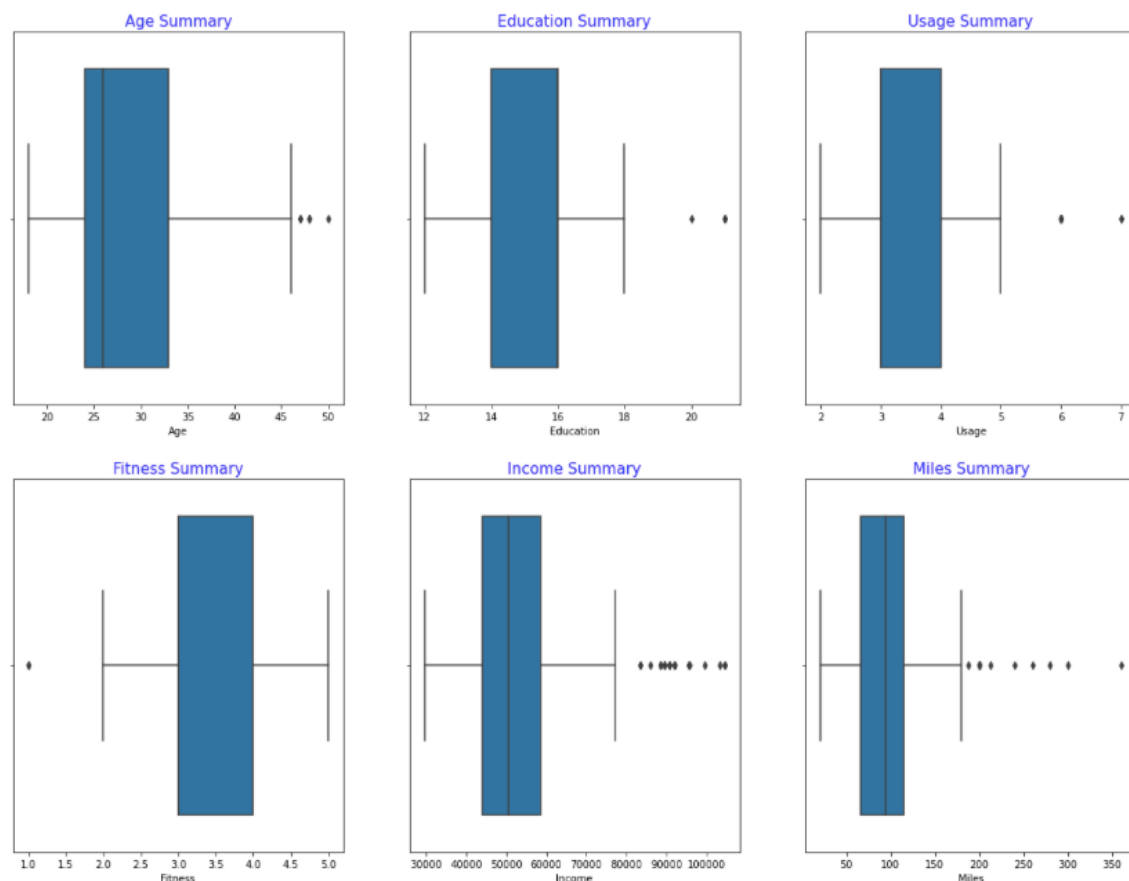 Age Summary
Education Summary
Usage Summary
20 25 30 35 40 45 50
12 14 16 18 20
2 3 4 5 6 7
Age
Education
Usage
Fitness Summary
Income Summary
Miles Summary
1.0 1.5 2.0 2.5 3.0 3.5 4.0 4.5 5.0
30000 40000 50000 60000 70000 80000 90000 100000
50 100 150 200 250 300 350
Fitness
Income
Miles